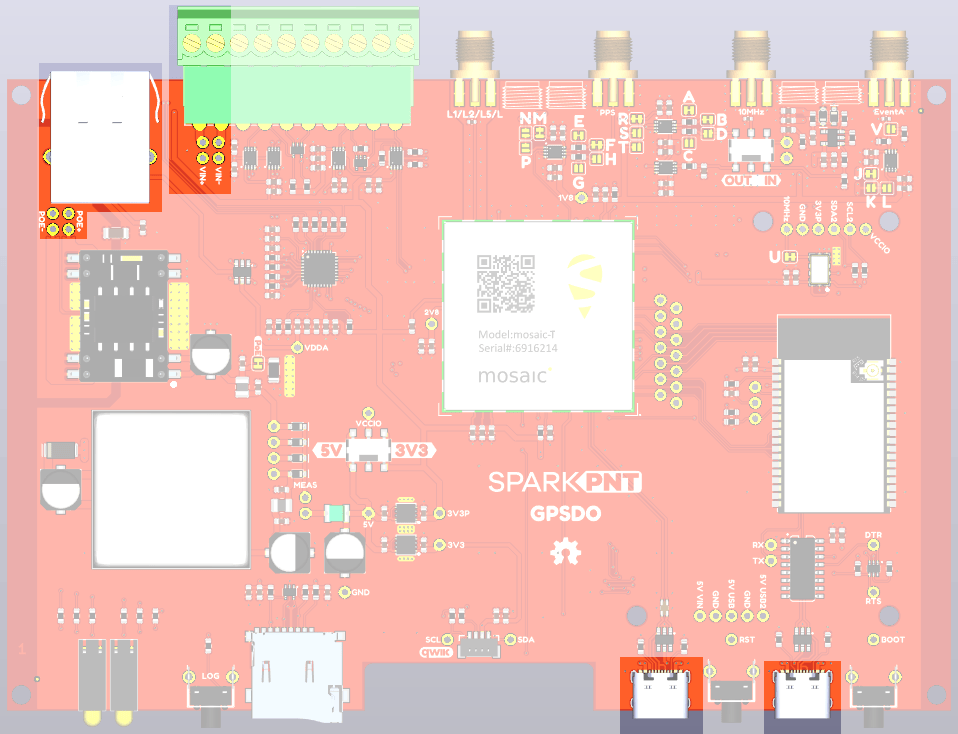 L1/L2/L5/L
PPS
10MHz
EventA
NM
P
E
F
H
G
R
S
T
A
B
D
C
V
J
K L
OUT
IN
VIN+
VIN-
POE-
POE+
1V8
10MHz
GND
3V3P
SDA2
SCL2
VCCIO
U
2V8
VDDA
Model:mosaic-T
Serial#:6916214
mosaic
VCCIO
5V
3V3
MEAS
5V
3V3P
3V3
GND
SPARKPNT
GPSDO
RX
TX
DTR
RTS
5V VIN
GND
5V USB
GND
5V USB2
RST
BOOT
SCL
SDA
QWIIC
LOG
1